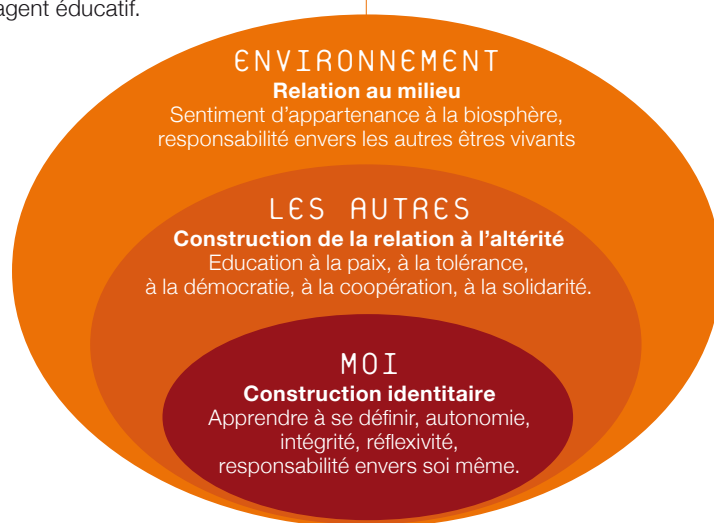 agent éducatif.
ENVIRONNEMENT
Relation au milieu
Sentiment d'appartenance à la biosphère,
responsabilité envers les autres êtres vivants
LES AUTRES
Construction de la relation à l'altérité
Education à la paix, à la tolérance,
à la démocratie, à la coopération, à la solidarité.
MOI
Construction identitaire
Apprendre à se définir, autonomie,
intégrité, réflexivité,
responsabilité envers soi même.